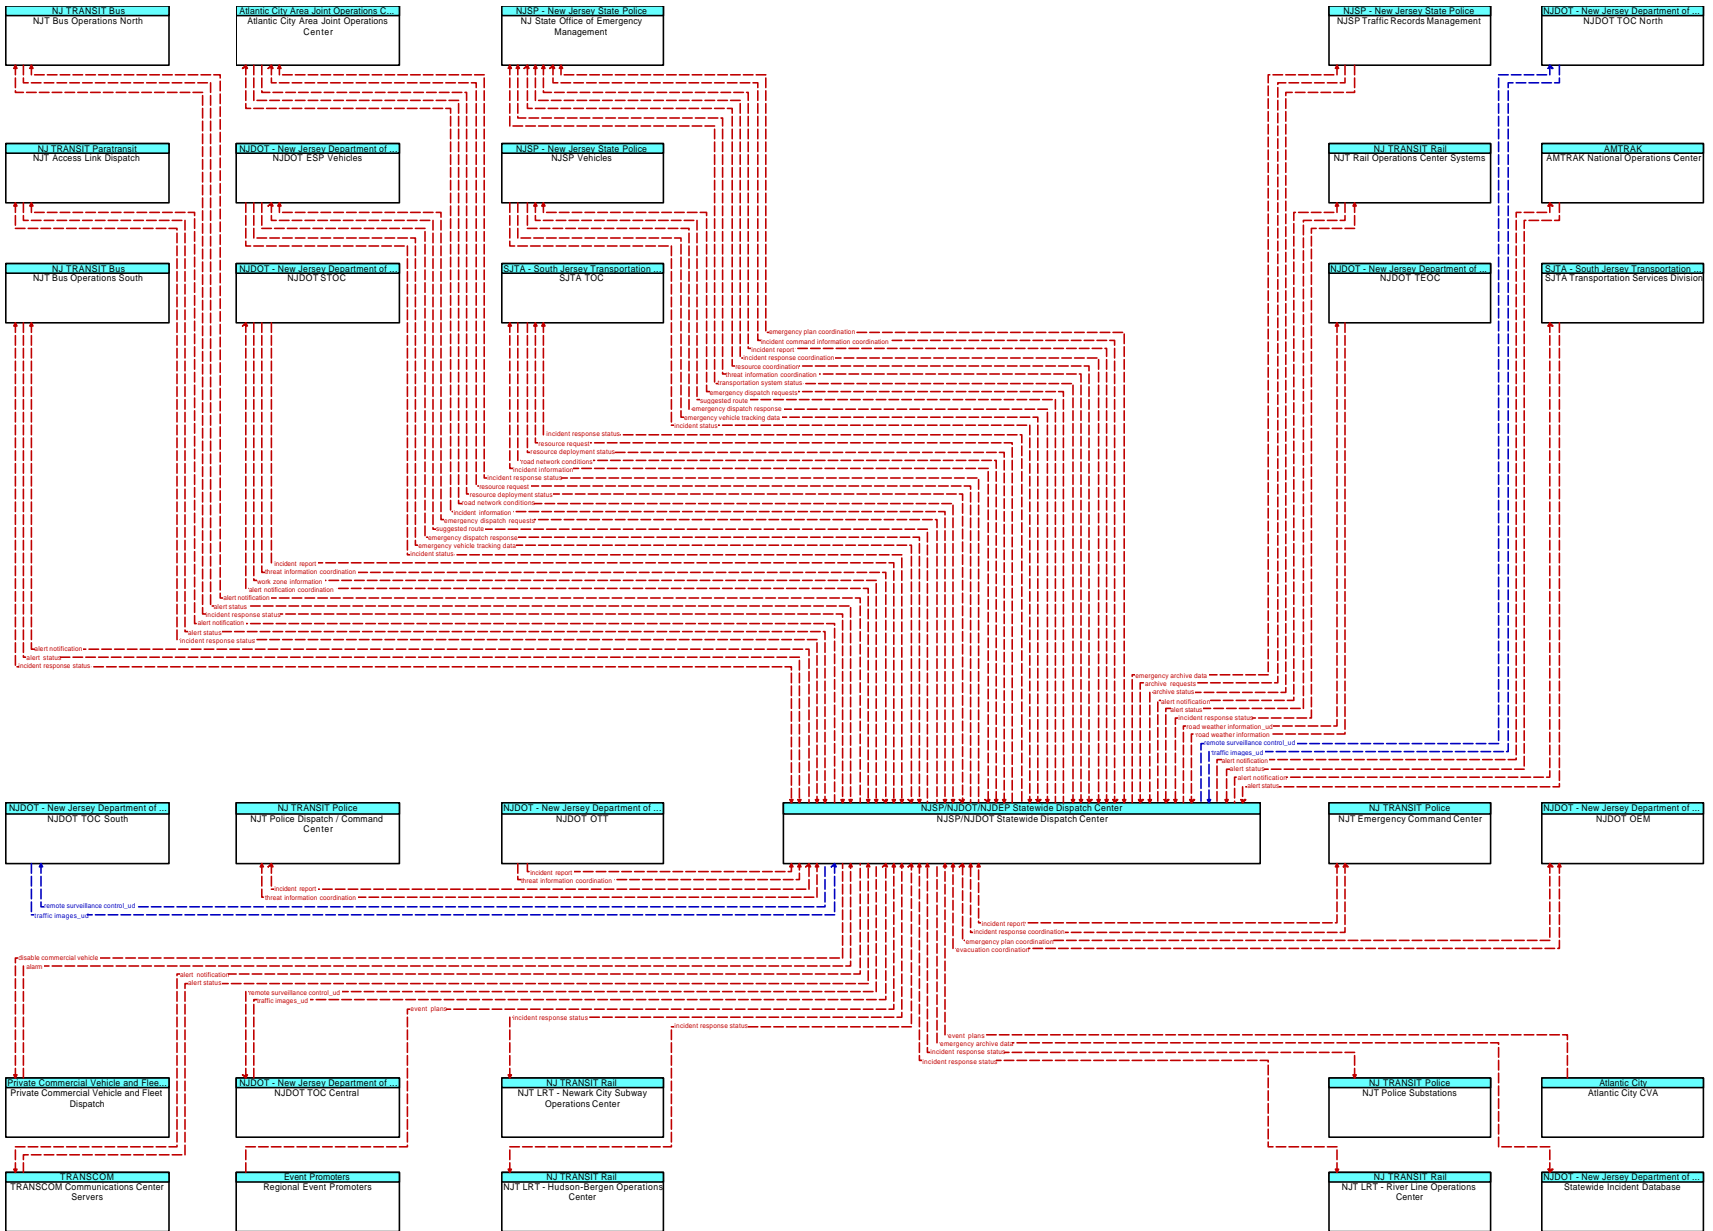 NJ TRANSIT Bus
NJT Bus Operations North
Atlantic City Area Joint Operations C...
Atlantic City Area Joint Operations
Center
NJSP - New Jersey State Police
NJ State Office of Emergency
Management
NJSP - New Jersey State Police
NJSP Traffic Records Management
NJDOT - New Jersey Department of ...
NJDOT TOC North
NJ TRANSIT Paratransit
NJT Access Link Dispatch
NJDOT - New Jersey Department of ...
NJDOT ESP Vehicles
NJSP - New Jersey State Police
NJSP Vehicles
NJ TRANSIT Rail
NJT Rail Operations Center Systems
AMTRAK
AMTRAK National Operations Center
NJ TRANSIT Bus
NJT Bus Operations South
NJDOT - New Jersey Department of ...
NJDOT STOC
SJTA - South Jersey Transportation ...
SJTA TOC
NJDOT - New Jersey Department of ...
NJDOT TEOC
SJTA - South Jersey Transportation ...
SJTA Transportation Services Division
emergency plan coordination
incident command information coordination
incident report
incident response coordination
resource coordination
threat information coordination
transportation system status
emergency dispatch requests
suggested route
emergency dispatch response
emergency vehicle tracking data
incident status
incident response status
resource request
resource deployment status
road network conditions
incident information
incident response status
resource request
resource deployment status
road network conditions
incident information
emergency dispatch requests
suggested route
emergency dispatch response
emergency vehicle tracking data
incident status
incident report
threat information coordination
work zone information
alert notification coordination
alert notification
alert status
incident response status
alert notification
alert status
incident response status
alert notification
alert status
incident response status
emergency archive data
archive requests
archive status
alert notification
alert status
incident response status
road weather information_ud
road weather information
remote surveillance control_ud
traffic images_ud
alert notification
alert status
alert notification
alert status
NJDOT - New Jersey Department of ...
NJDOT TOC South
NJ TRANSIT Police
NJT Police Dispatch / Command
Center
NJDOT - New Jersey Department of ...
NJDOT OTT
NJSP/NJDOT/NJDEP Statewide Dispatch Center
NJSP/NJDOT Statewide Dispatch Center
NJ TRANSIT Police
NJT Emergency Command Center
NJDOT - New Jersey Department of ...
NJDOT OEM
incident report
threat information coordination
incident report
threat information coordination
remote surveillance control_ud
traffic images_ud
incident report
incident response coordination
emergency plan coordination
evacuation coordination
disable commercial vehicle
alarm
alert notification
alert status
remote surveillance control_ud
traffic images_ud
event plans
incident response status
incident response status
event plans
emergency archive data
incident response status
incident response status
Private Commercial Vehicle and Flee...
Private Commercial Vehicle and Fleet
Dispatch
NJDOT - New Jersey Department of ...
NJDOT TOC Central
NJ TRANSIT Rail
NJT LRT - Newark City Subway
Operations Center
NJ TRANSIT Police
NJT Police Substations
Atlantic City
Atlantic City CVA
TRANSCOM
TRANSCOM Communications Center
Servers
Event Promoters
Regional Event Promoters
NJ TRANSIT Rail
NJT LRT - Hudson-Bergen Operations
Center
NJ TRANSIT Rail
NJT LRT - River Line Operations
Center
NJDOT - New Jersey Department of ...
Statewide Incident Database